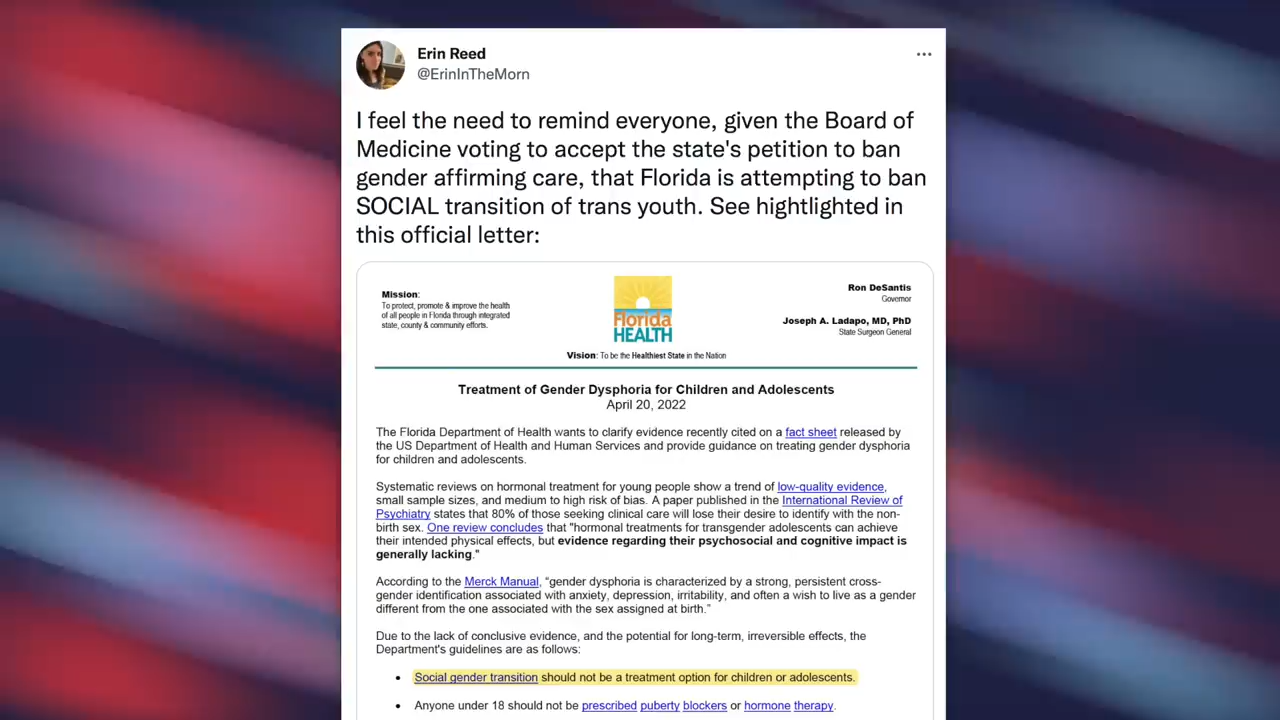 Erin Reed
@ErinInTheMorn
I feel the need to remind everyone, given the Board of
Medicine voting to accept the state's petition to ban
gender affirming care, that Florida is attempting to ban
SOCIAL transition of trans youth. See hightlighted in
this official letter:
Mission:
To protect, promote & improve the health
of all people in Florida through integrated
state, county & community efforts.
Florida
HEALTH
Ron DeSantis
Governor
Joseph A. Ladapo, MD, PhD
State Surgeon General
Vision: To be the Healthiest State in the Nation
Treatment of Gender Dysphoria for Children and Adolescents
April 20, 2022
The Florida Department of Health wants to clarify evidence recently cited on a fact sheet released by
the US Department of Health and Human Services and provide guidance on treating gender dysphoria
for children and adolescents.
Systematic reviews on hormonal treatment for young people show a trend of low-quality evidence,
small sample sizes, and medium to high risk of bias. A paper published in the International Review of
Psychiatry states that 80% of those seeking clinical care will lose their desire to identify with the non-
birth sex. One review concludes that "hormonal treatments for transgender adolescents can achieve
their intended physical effects, but evidence regarding their psychosocial and cognitive impact is
generally lacking."
According to the Merck Manual, “gender dysphoria is characterized by a strong, persistent cross-
gender identification associated with anxiety, depression, irritability, and often a wish to live as a gender
different from the one associated with the sex assigned at birth.”
Due to the lack of conclusive evidence, and the potential for long-term, irreversible effects, the
Department's guidelines are as follows:
• Social gender transition should not be a treatment option for children or adolescents.
• Anyone under 18 should not be prescribed puberty blockers or hormone therapy.